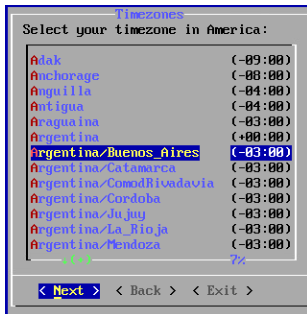 Timezones
Select your timezone in America:
Adak (-09:00)
Anchorage (-08:00)
Anguilla (-04:00)
Antigua (-04:00)
Araguaina (-03:00)
Argentina (+00:00)
Argentina/Buenos_Aires (-03:00)
Argentina/Catamarca (-03:00)
Argentina/ComodRivadavia (-03:00)
Argentina/Cordoba (-03:00)
Argentina/Jujuy (-03:00)
Argentina/La_Rioja (-03:00)
Argentina/Mendoza (-03:00)
↓(+) 7%
< Next > < Back > < Exit >